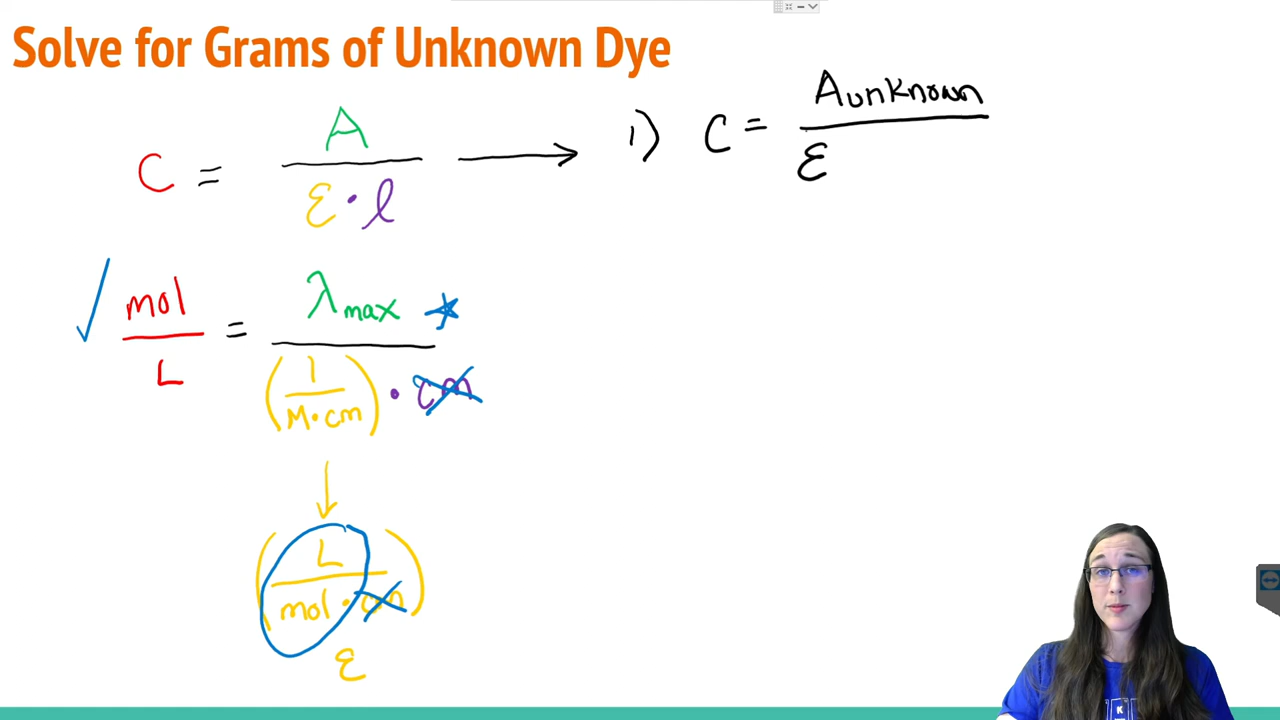 Solve for Grams of Unknown Dye
C = A / ε · l
1) C = Aunknown / ε
mol / L = λmax / (1 / M·cm) · cm
(L / mol · cm)
ε
K